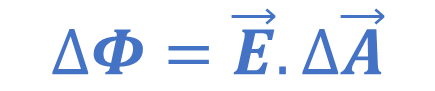 Δ𝜱 = E⃗. ΔA⃗